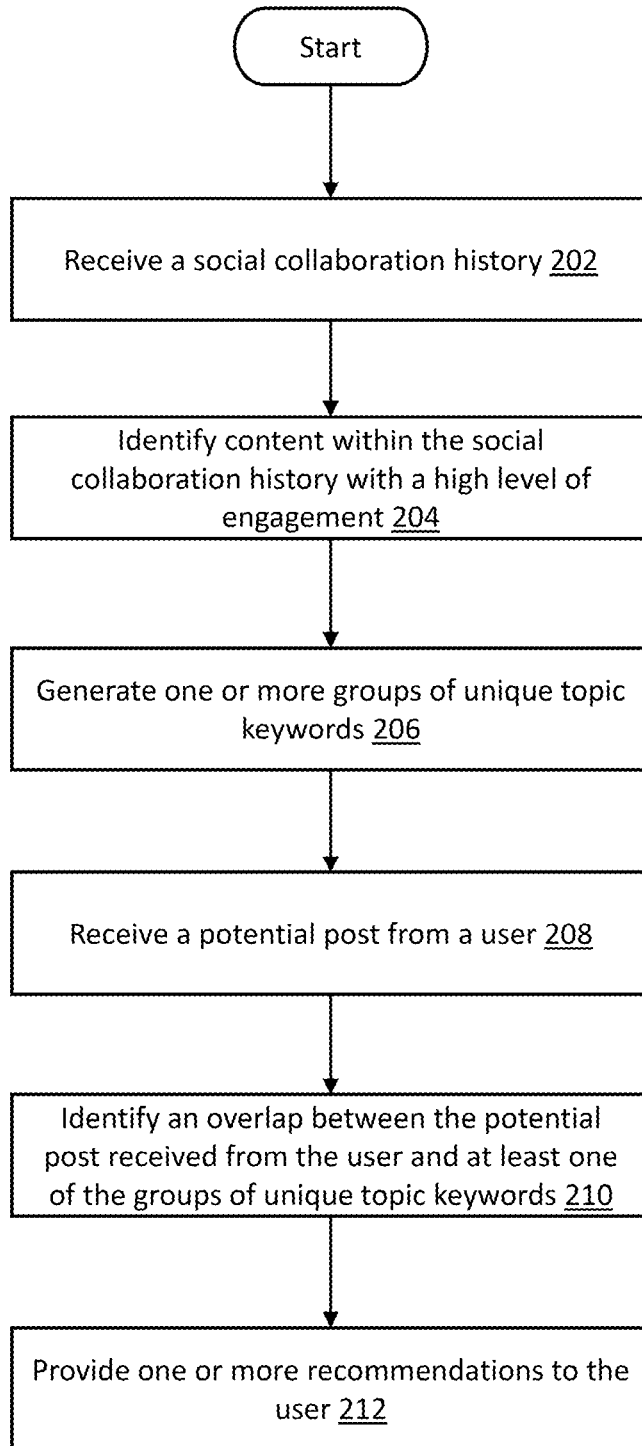 Start
Receive a social collaboration history 202
Identify content within the social
collaboration history with a high level of
engagement 204
Generate one or more groups of unique topic
keywords 206
Receive a potential post from a user 208
Identify an overlap between the potential
post received from the user and at least one
of the groups of unique topic keywords 210
Provide one or more recommendations to the
user 212